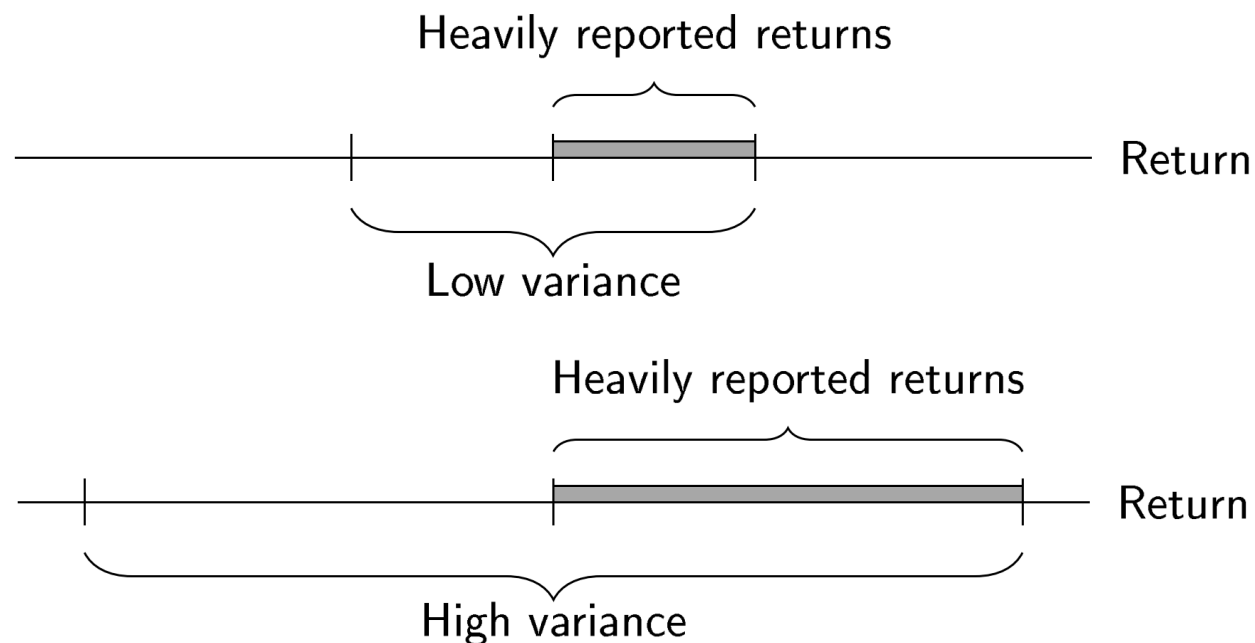 Heavily reported returns
Return
Low variance
Heavily reported returns
Return
High variance